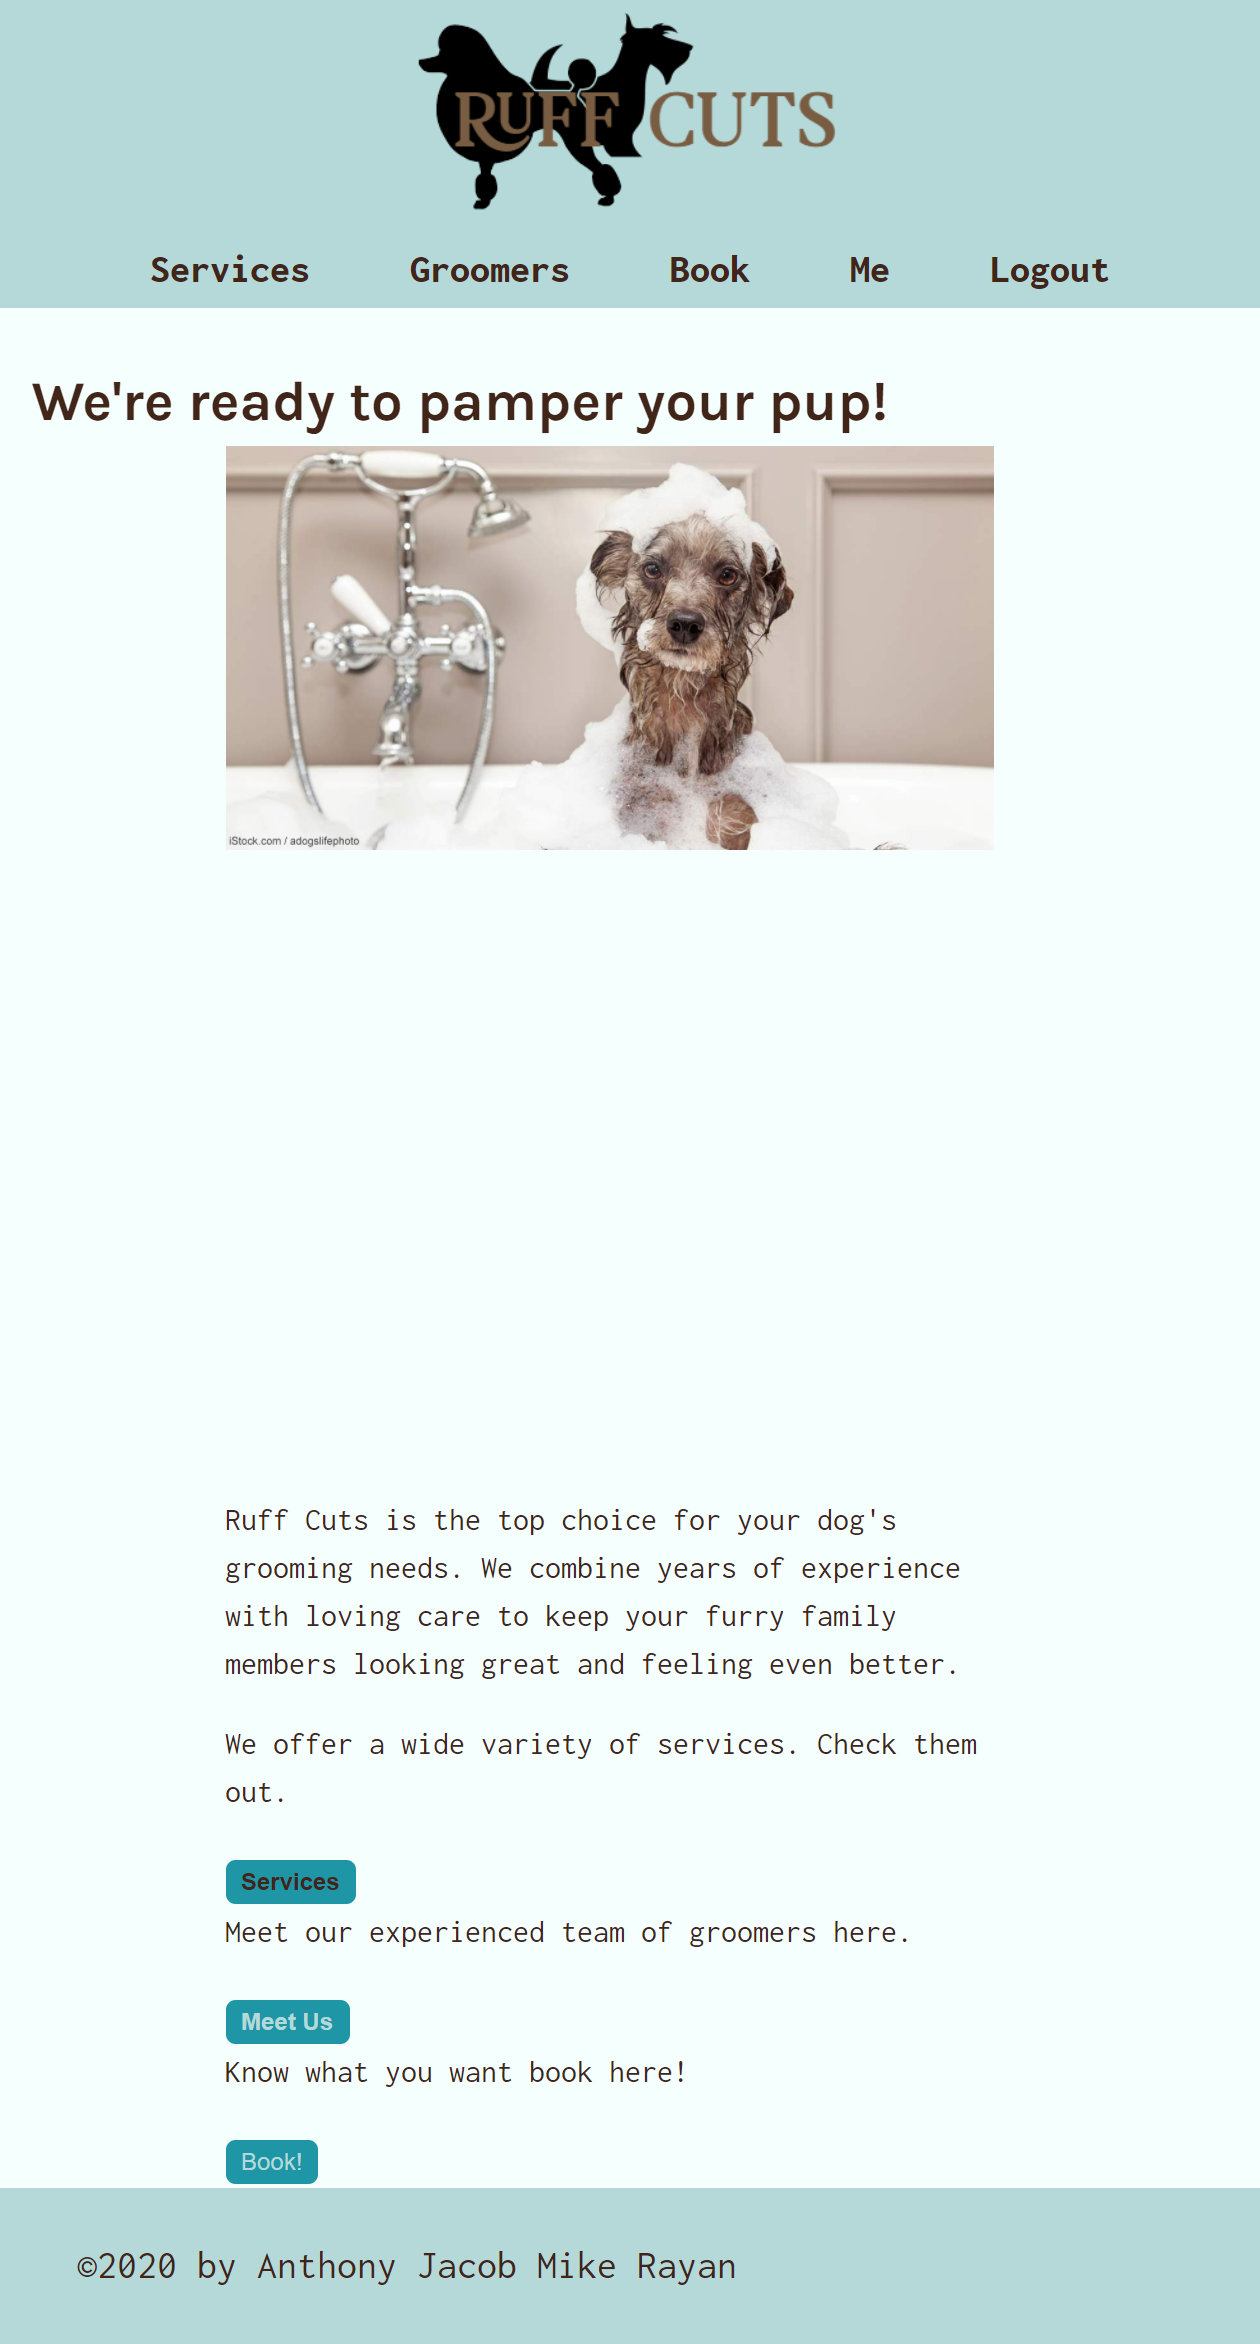 RUFF CUTS
Services Groomers Book Me Logout
We're ready to pamper your pup!
iStock.com / adogslifephoto
Ruff Cuts is the top choice for your dog's
grooming needs. We combine years of experience
with loving care to keep your furry family
members looking great and feeling even better.
We offer a wide variety of services. Check them
out.
Services
Meet our experienced team of groomers here.
Meet Us
Know what you want book here!
Book!
©2020 by Anthony Jacob Mike Rayan